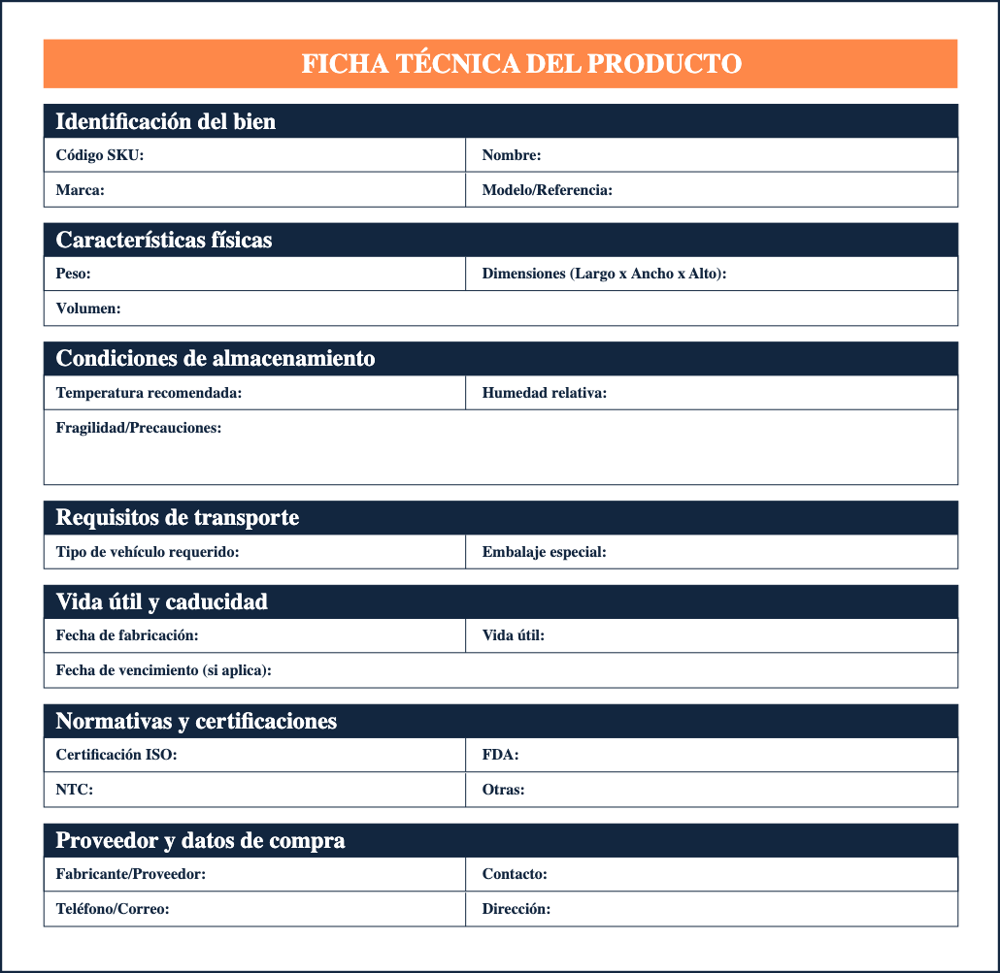 FICHA TÉCNICA DEL PRODUCTO
Identificación del bien
Código SKU: Nombre:
Marca: Modelo/Referencia:
Características físicas
Peso: Dimensiones (Largo x Ancho x Alto):
Volumen:
Condiciones de almacenamiento
Temperatura recomendada: Humedad relativa:
Fragilidad/Precauciones:
Requisitos de transporte
Tipo de vehículo requerido: Embalaje especial:
Vida útil y caducidad
Fecha de fabricación: Vida útil:
Fecha de vencimiento (si aplica):
Normativas y certificaciones
Certificación ISO: FDA:
NTC: Otras:
Proveedor y datos de compra
Fabricante/Proveedor: Contacto:
Teléfono/Correo: Dirección: